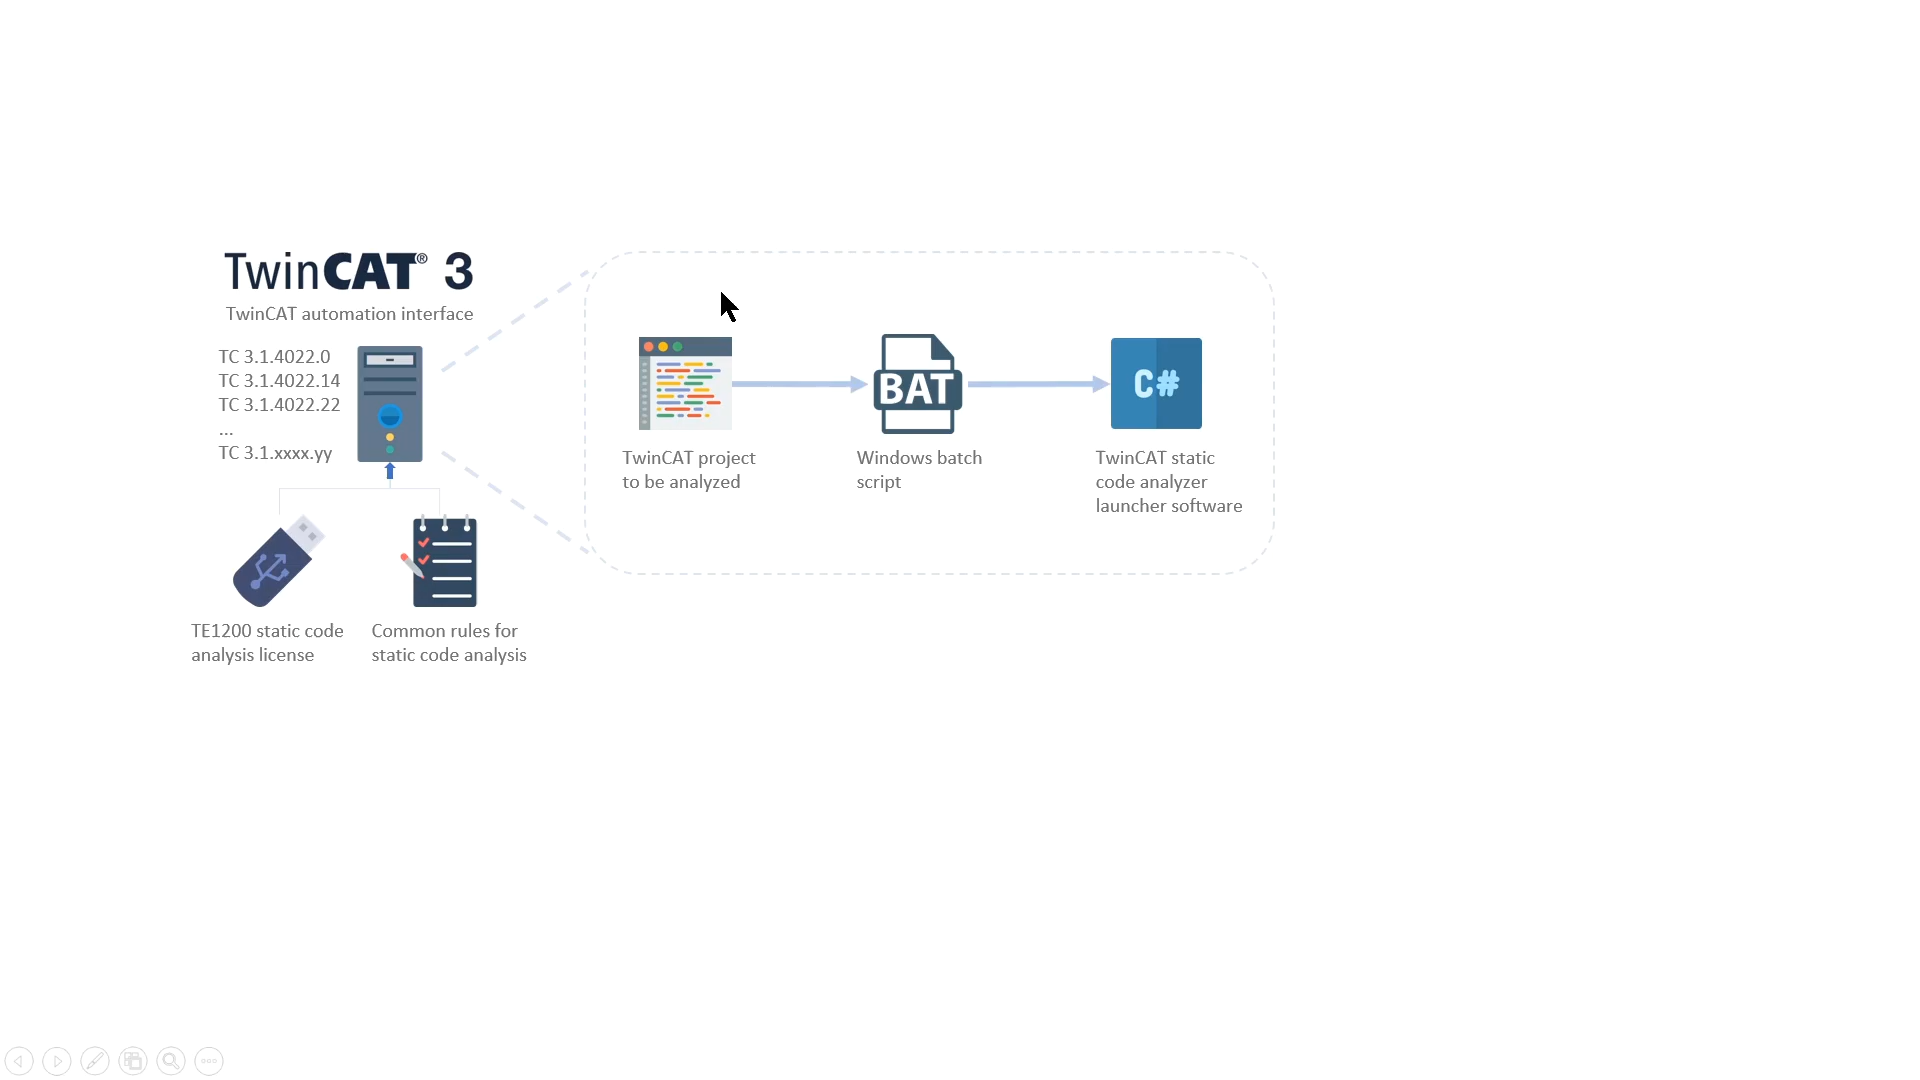 TwinCAT® 3
TwinCAT automation interface
TC 3.1.4022.0
TC 3.1.4022.14
TC 3.1.4022.22
...
TC 3.1.xxxx.yy
TE1200 static code
analysis license
Common rules for
static code analysis
TwinCAT project
to be analyzed
BAT
Windows batch
script
C#
TwinCAT static
code analyzer
launcher software